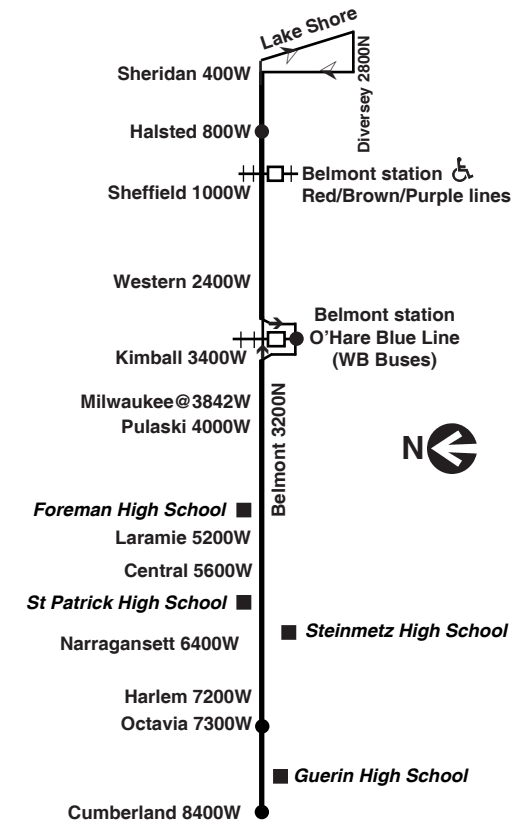 Lake Shore
Sheridan 400W
Diversey 2800N
Halsted 800W
Belmont station
Red/Brown/Purple lines
Sheffield 1000W
Western 2400W
Belmont station
O'Hare Blue Line
(WB Buses)
Kimball 3400W
Milwaukee@3842W
Pulaski 4000W
Belmont 3200N
N
Foreman High School
Laramie 5200W
Central 5600W
St Patrick High School
Steinmetz High School
Narragansett 6400W
Harlem 7200W
Octavia 7300W
Guerin High School
Cumberland 8400W